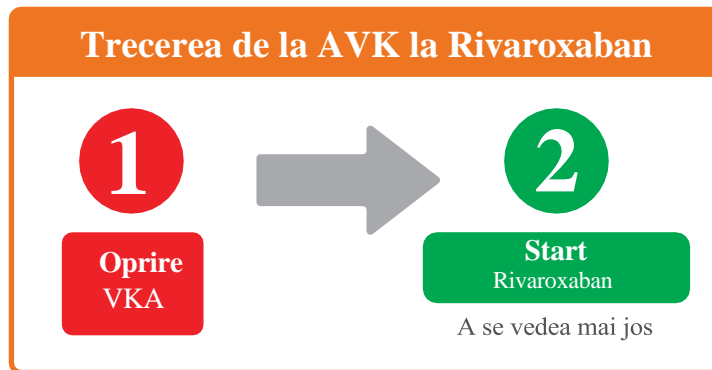 Trecerea de la AVK la Rivaroxaban
1
2
Oprire
VKA
Start
Rivaroxaban
A se vedea mai jos